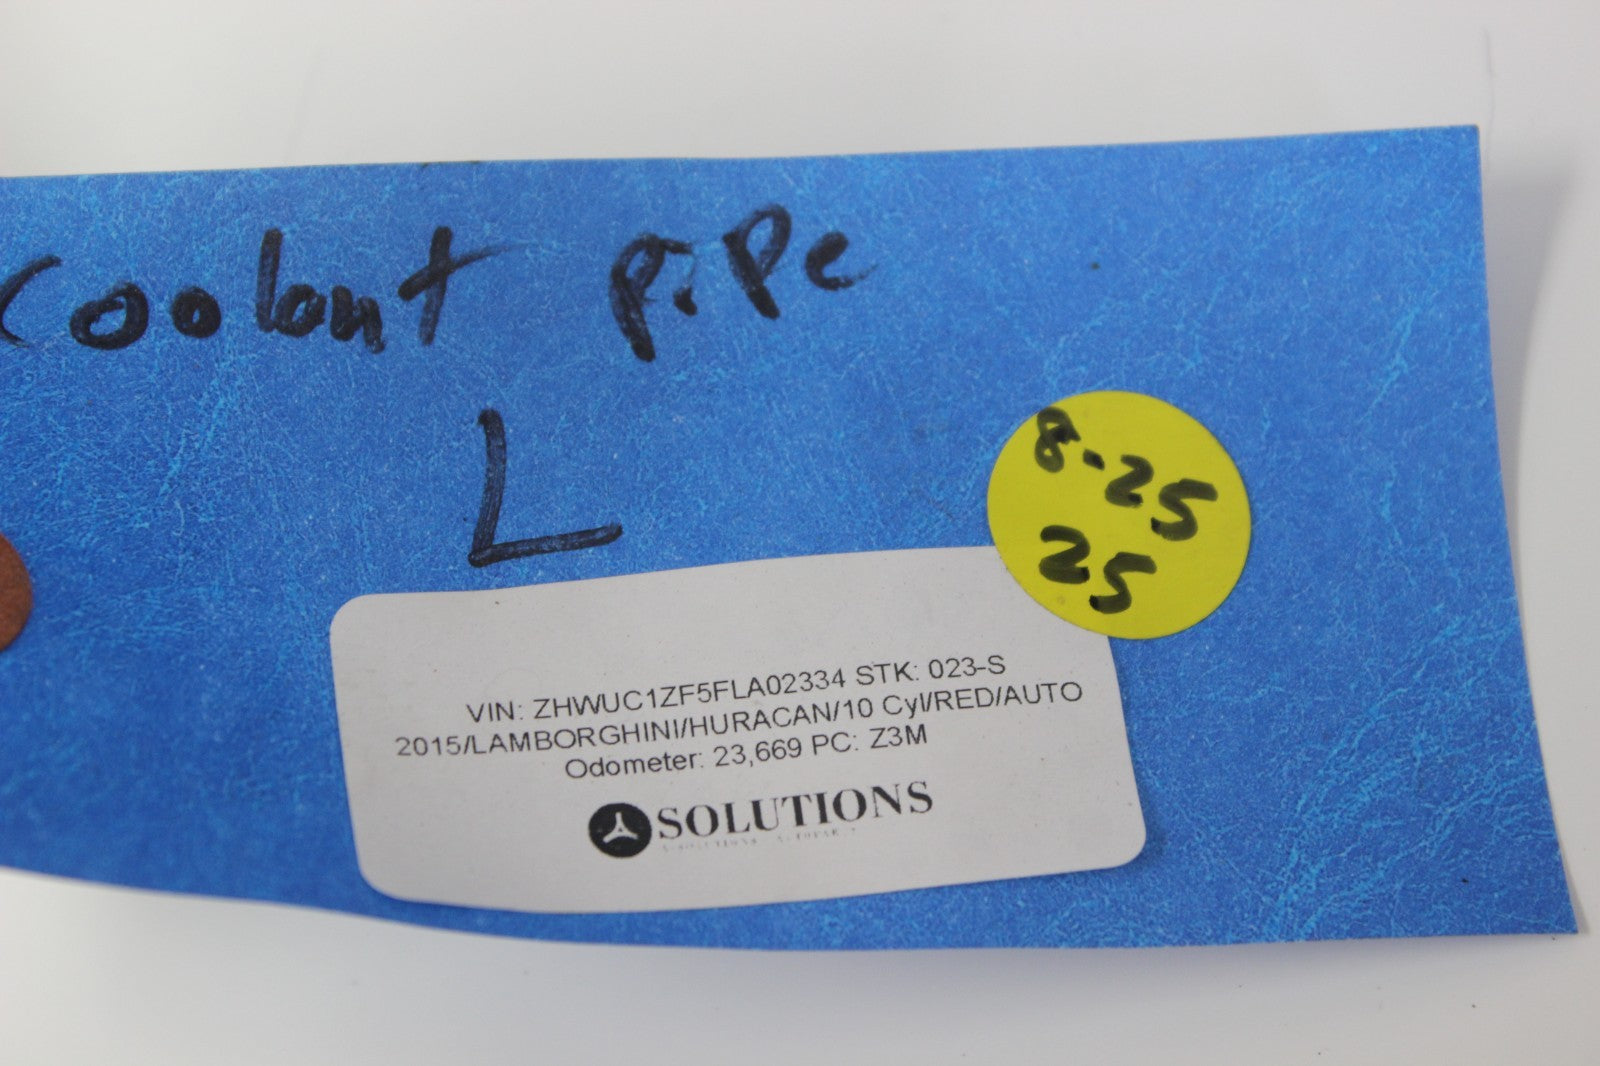 Coolant pipe
L
8-25
25
VIN: ZHWUC1ZF5FLA02334 STK: 023-S
2015/LAMBORGHINI/HURACAN/10 Cyl/RED/AUTO
Odometer: 23,669 PC: Z3M
SOLUTIONS